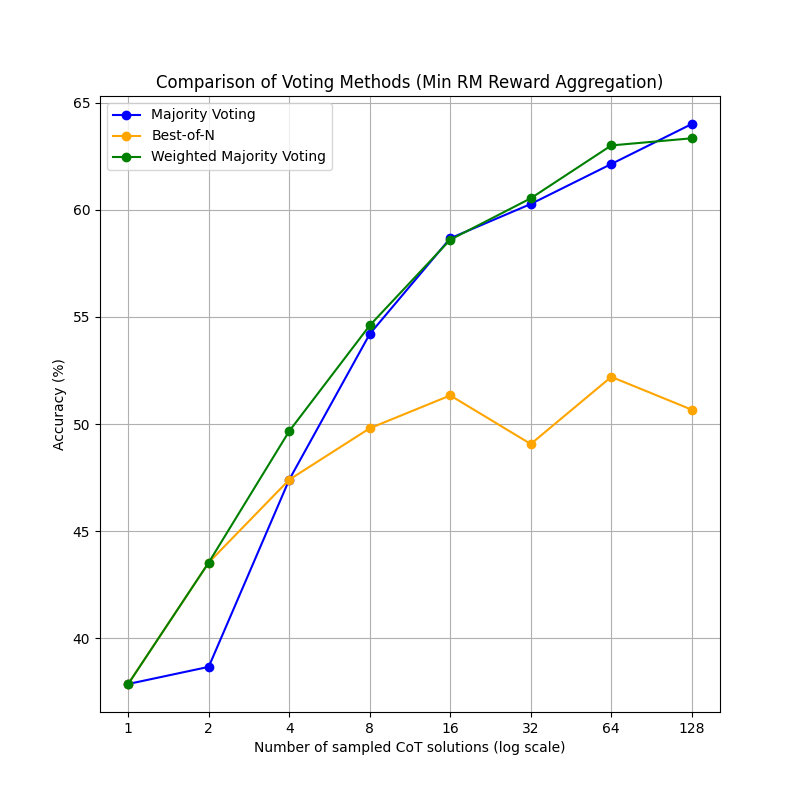 Comparison of Voting Methods (Min RM Reward Aggregation)
Majority Voting
Best-of-N
Weighted Majority Voting
65
60
55
50
45
40
Accuracy (%)
1 2 4 8 16 32 64 128
Number of sampled CoT solutions (log scale)